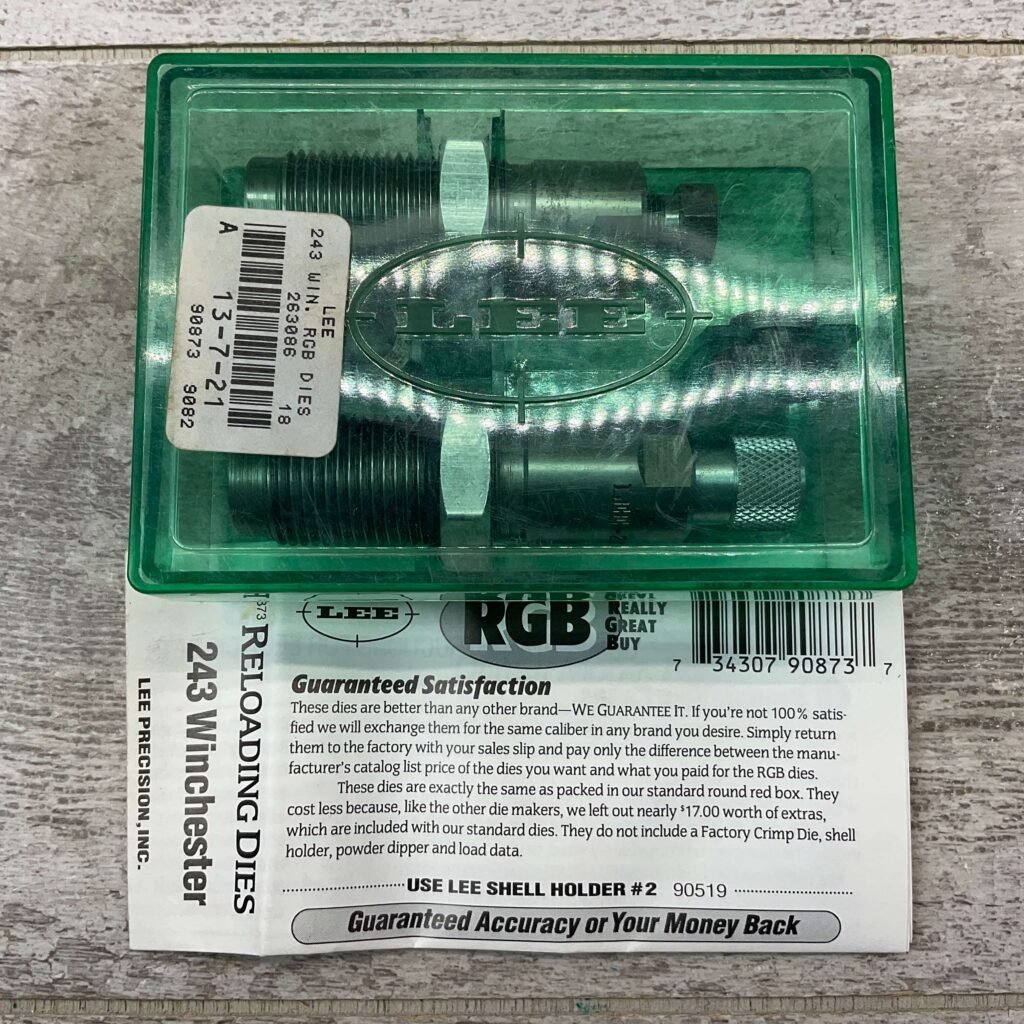 LEE
243 WIN. RGB DIES
263086 18
A 13-7-21
90873 9082
LEE
LEE
RGB
REALLY
GREAT
BUY
7 34307 90873 7
RELOADING DIES
243 Winchester
LEE PRECISION, INC.
Guaranteed Satisfaction
These dies are better than any other brand—WE GUARANTEE IT. If you're not 100% satis-
fied we will exchange them for the same caliber in any brand you desire. Simply return
them to the factory with your sales slip and pay only the difference between the manu-
facturer's catalog list price of the dies you want and what you paid for the RGB dies.
These dies are exactly the same as packed in our standard round red box. They
cost less because, like the other die makers, we left out nearly $17.00 worth of extras,
which are included with our standard dies. They do not include a Factory Crimp Die, shell
holder, powder dipper and load data.
USE LEE SHELL HOLDER #2 90519
Guaranteed Accuracy or Your Money Back